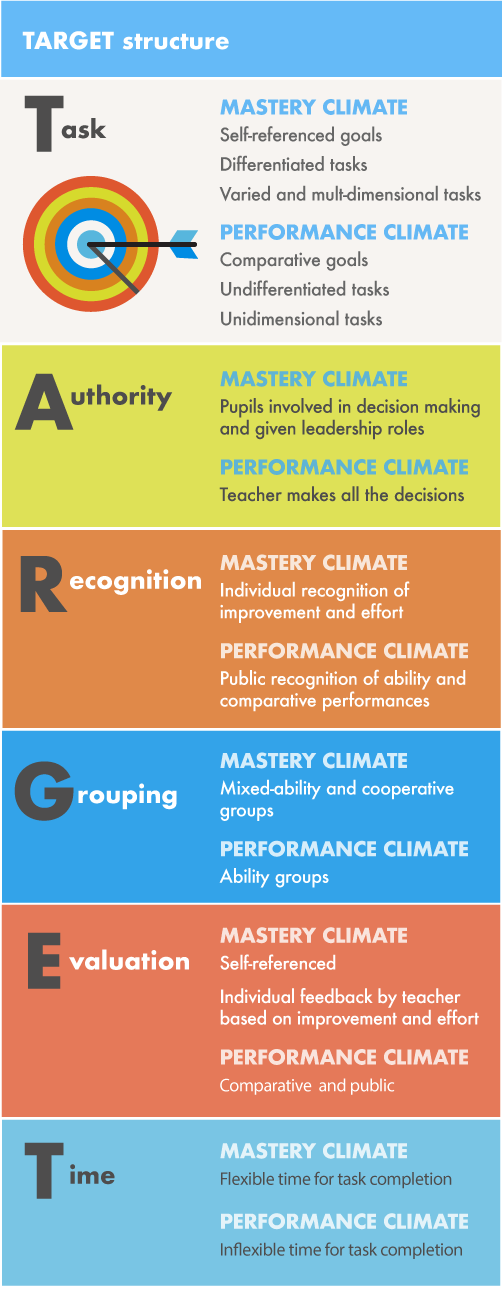 TARGET structure
Task
MASTERY CLIMATE
Self-referenced goals
Differentiated tasks
Varied and mult-dimensional tasks
PERFORMANCE CLIMATE
Comparative goals
Undifferentiated tasks
Unidimensional tasks
Authority
MASTERY CLIMATE
Pupils involved in decision making
and given leadership roles
PERFORMANCE CLIMATE
Teacher makes all the decisions
Recognition
MASTERY CLIMATE
Individual recognition of
improvement and effort
PERFORMANCE CLIMATE
Public recognition of ability and
comparative performances
Grouping
MASTERY CLIMATE
Mixed-ability and cooperative
groups
PERFORMANCE CLIMATE
Ability groups
Evaluation
MASTERY CLIMATE
Self-referenced
Individual feedback by teacher
based on improvement and effort
PERFORMANCE CLIMATE
Comparative and public
Time
MASTERY CLIMATE
Flexible time for task completion
PERFORMANCE CLIMATE
Inflexible time for task completion